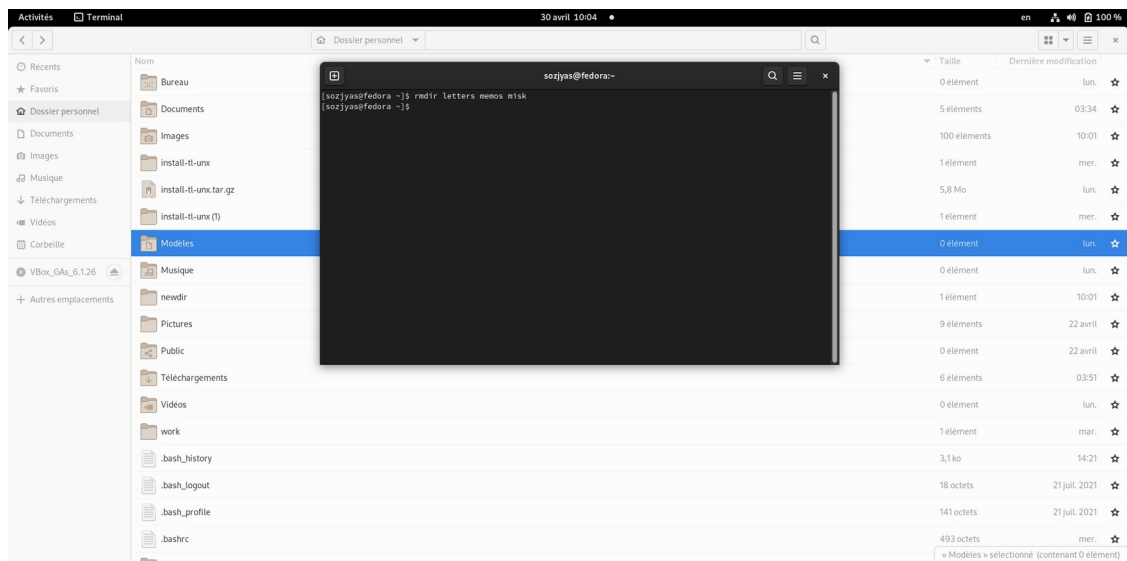 Activités Terminal 30 avril 10:04 en 100 %
Dossier personnel
Récents
Favoris
Dossier personnel
Documents
Images
Musique
Téléchargements
Vidéos
Corbeille
VBox_GAs_6.1.26
+ Autres emplacements
Nom Taille Dernière modification
Bureau 0 élément lun.
Documents 5 éléments 03:34
Images 100 éléments 10:01
install-tl-unx 1 élément mer.
install-tl-unx.tar.gz 5,8 Mo lun.
install-tl-unx (1) 1 élément mer.
Modèles 0 élément lun.
Musique 0 élément lun.
newdir 1 élément 10:01
Pictures 9 éléments 22 avril
Public 0 élément 22 avril
Téléchargements 6 éléments 03:51
Vidéos 0 élément lun.
work 1 élément mar.
.bash_history 3,1 ko 14:21
.bash_logout 18 octets 21 juil. 2021
.bash_profile 141 octets 21 juil. 2021
.bashrc 493 octets mer.
« Modèles » sélectionné (contenant 0 élément)
sozjyas@fedora:~
[sozjyas@fedora ~]$ rmdir letters memos misk
[sozjyas@fedora ~]$